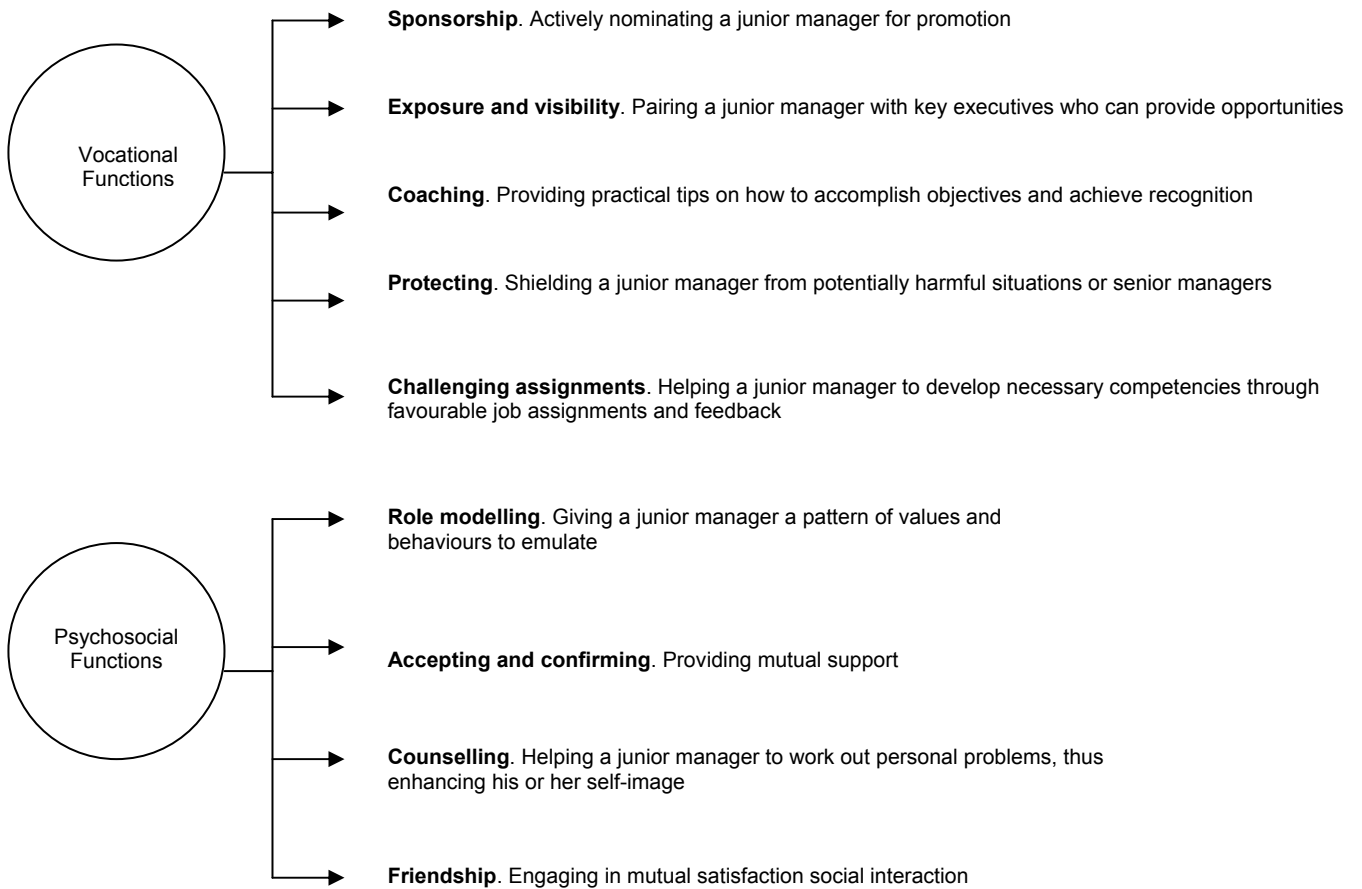 Sponsorship. Actively nominating a junior manager for promotion
Exposure and visibility. Pairing a junior manager with key executives who can provide opportunities
Vocational
Functions
Coaching. Providing practical tips on how to accomplish objectives and achieve recognition
Protecting. Shielding a junior manager from potentially harmful situations or senior managers
Challenging assignments. Helping a junior manager to develop necessary competencies through
favourable job assignments and feedback
Role modelling. Giving a junior manager a pattern of values and
behaviours to emulate
Psychosocial
Functions
Accepting and confirming. Providing mutual support
Counselling. Helping a junior manager to work out personal problems, thus
enhancing his or her self-image
Friendship. Engaging in mutual satisfaction social interaction